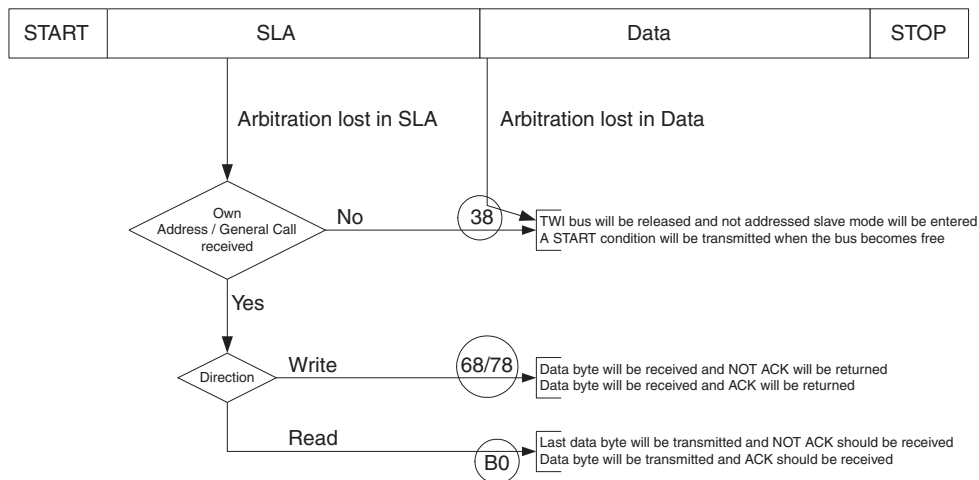 START SLA Data STOP
Arbitration lost in SLA Arbitration lost in Data
Own
Address / General Call
received
No
38
TWI bus will be released and not addressed slave mode will be entered
A START condition will be transmitted when the bus becomes free
Yes
Direction
Write
68/78
Data byte will be received and NOT ACK will be returned
Data byte will be received and ACK will be returned
Read
B0
Last data byte will be transmitted and NOT ACK should be received
Data byte will be transmitted and ACK should be received